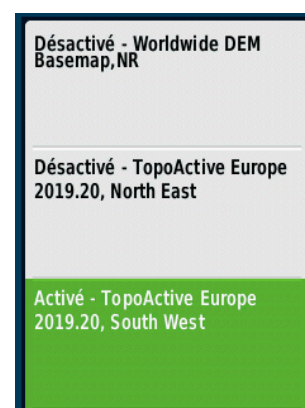 Désactivé - Worldwide DEM
Basemap,NR
Désactivé - TopoActive Europe
2019.20, North East
Activé - TopoActive Europe
2019.20, South West